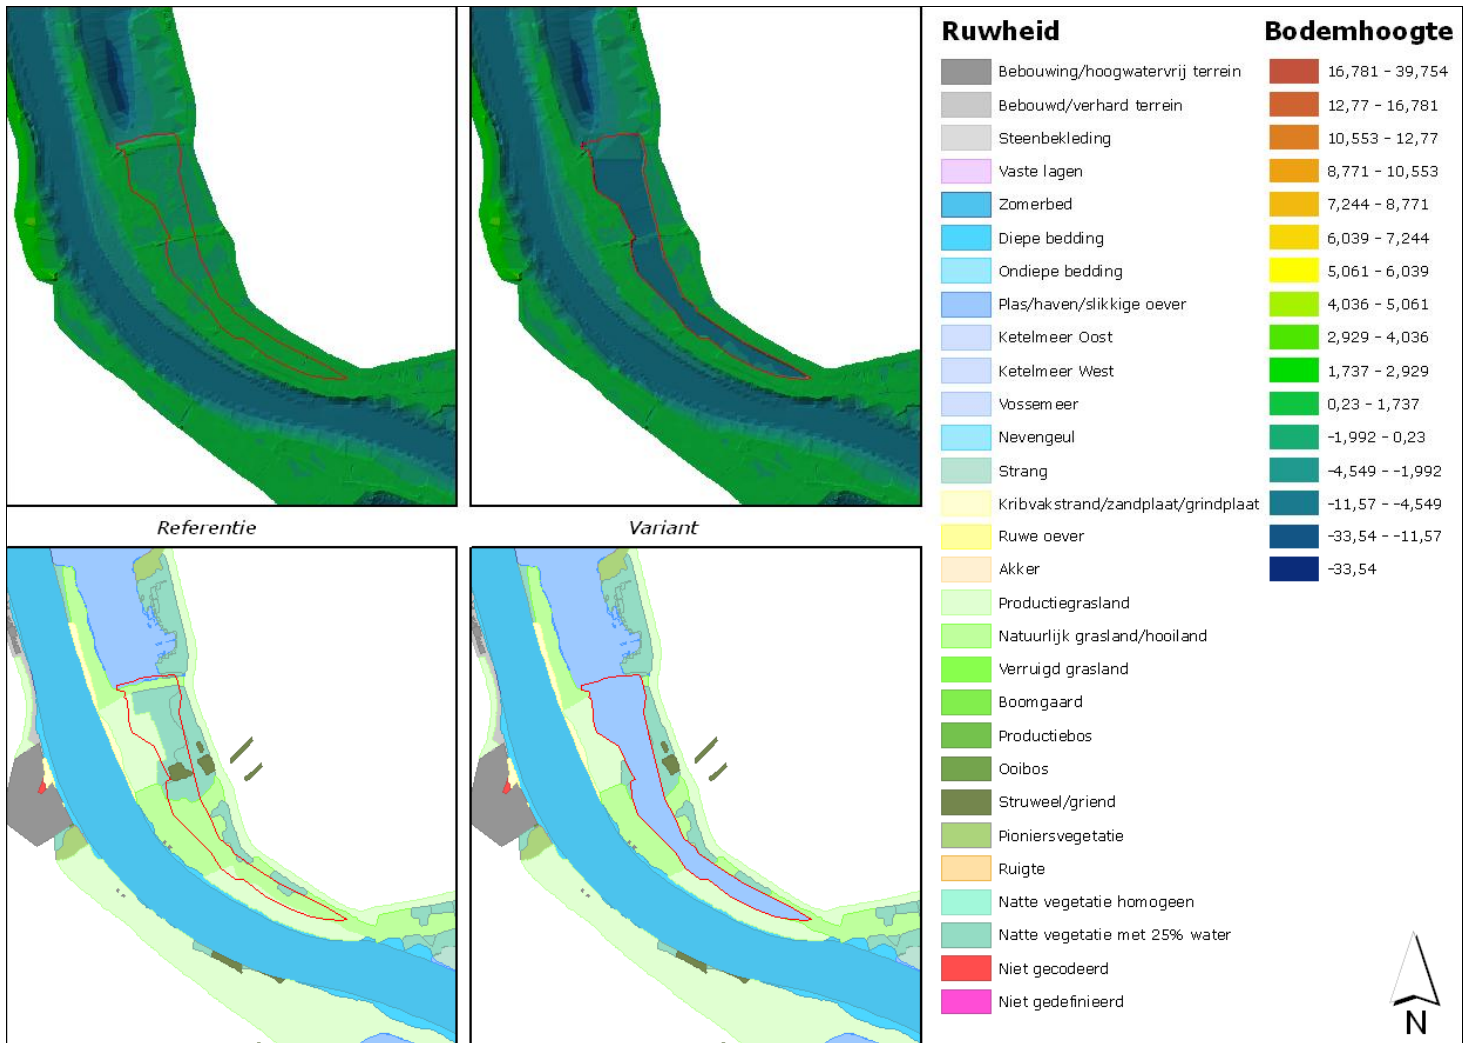 Ruwheid
Bebouwing/hoogwatervrij terrein
Bebouwd/verhard terrein
Steenbekleding
Vaste lagen
Zomerbed
Diepe bedding
Ondiepe bedding
Plas/haven/slikkige oever
Ketelmeer Oost
Ketelmeer West
Vossemeer
Nevengeul
Strang
Kribvakstrand/zandplaat/grindplaat
Ruwe oever
Akker
Productiegrasland
Natuurlijk grasland/hooiland
Verruigd grasland
Boomgaard
Productiebos
Ooibos
Struweel/griend
Pioniersvegetatie
Ruigte
Natte vegetatie homogeen
Natte vegetatie met 25% water
Niet gecodeerd
Niet gedefinieerd
Bodemhoogte
16,781 - 39,754
12,77 - 16,781
10,553 - 12,77
8,771 - 10,553
7,244 - 8,771
6,039 - 7,244
5,061 - 6,039
4,036 - 5,061
2,929 - 4,036
1,737 - 2,929
0,23 - 1,737
-1,992 - 0,23
-4,549 - -1,992
-11,57 - -4,549
-33,54 - -11,57
-33,54
Referentie
Variant
N